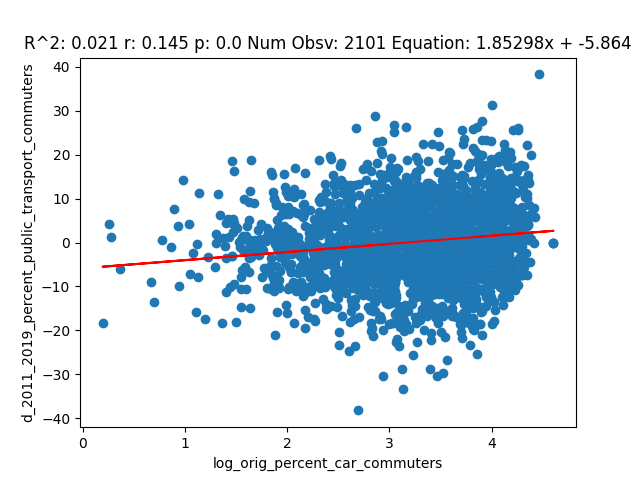 R^2: 0.021 r: 0.145 p: 0.0 Num Obsv: 2101 Equation: 1.85298x + -5.864
d_2011_2019_percent_public_transport_commuters
40
30
20
10
0
−10
−20
−30
−40
0 1 2 3 4
log_orig_percent_car_commuters